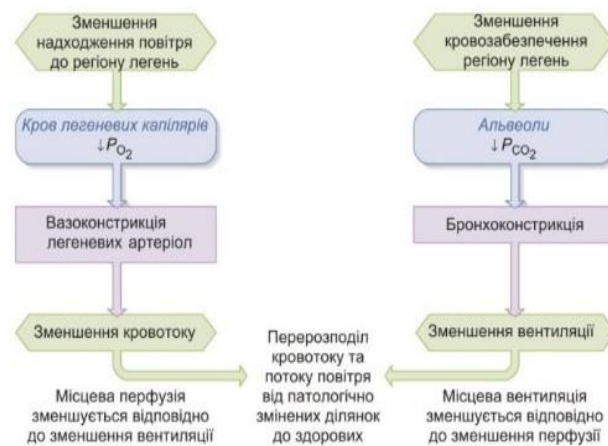 Зменшення
надходження повітря
до регіону легень
Кров легеневих капілярів
↓PO₂
Вазоконстрикція
легеневих артеріол
Зменшення кровотоку
Місцева перфузія
зменшується відповідно
до зменшення вентиляції
Зменшення
кровозабезпечення
регіону легень
Альвеоли
↓PCO₂
Бронхоконстрикція
Зменшення вентиляції
Місцева вентиляція
зменшується відповідно
до зменшення перфузії
Перерозподіл
кровотоку та
потоку повітря
від патологічно
змінених ділянок
до здорових